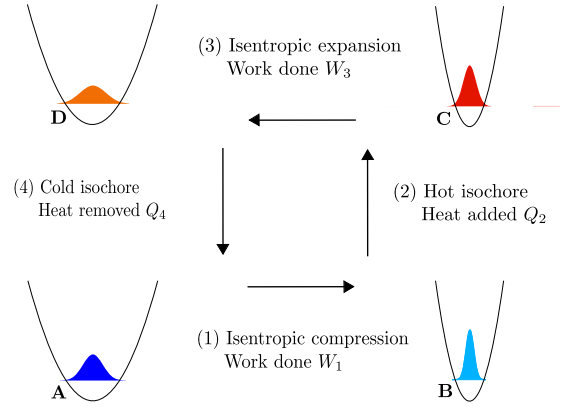 (3) Isentropic expansion
Work done W₃
D
C
(4) Cold isochore
Heat removed Q₄
(2) Hot isochore
Heat added Q₂
(1) Isentropic compression
Work done W₁
A
B